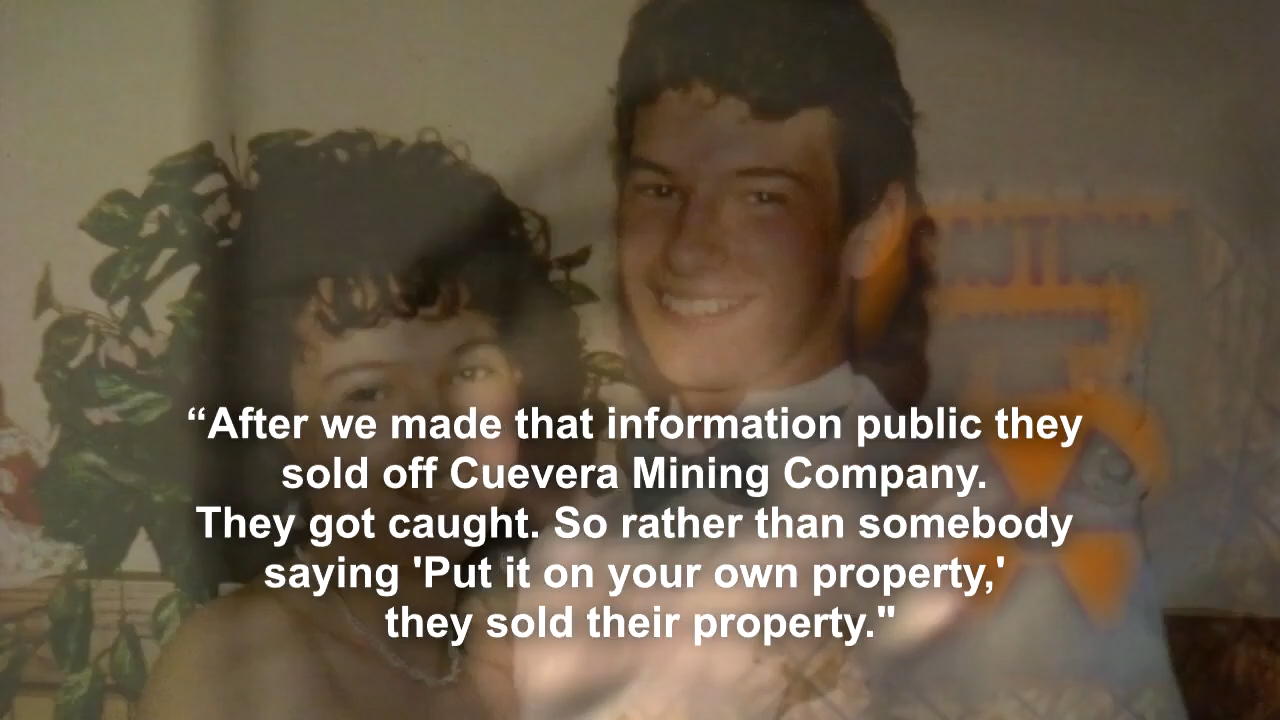 “After we made that information public they
sold off Cuevera Mining Company.
They got caught. So rather than somebody
saying 'Put it on your own property,'
they sold their property."